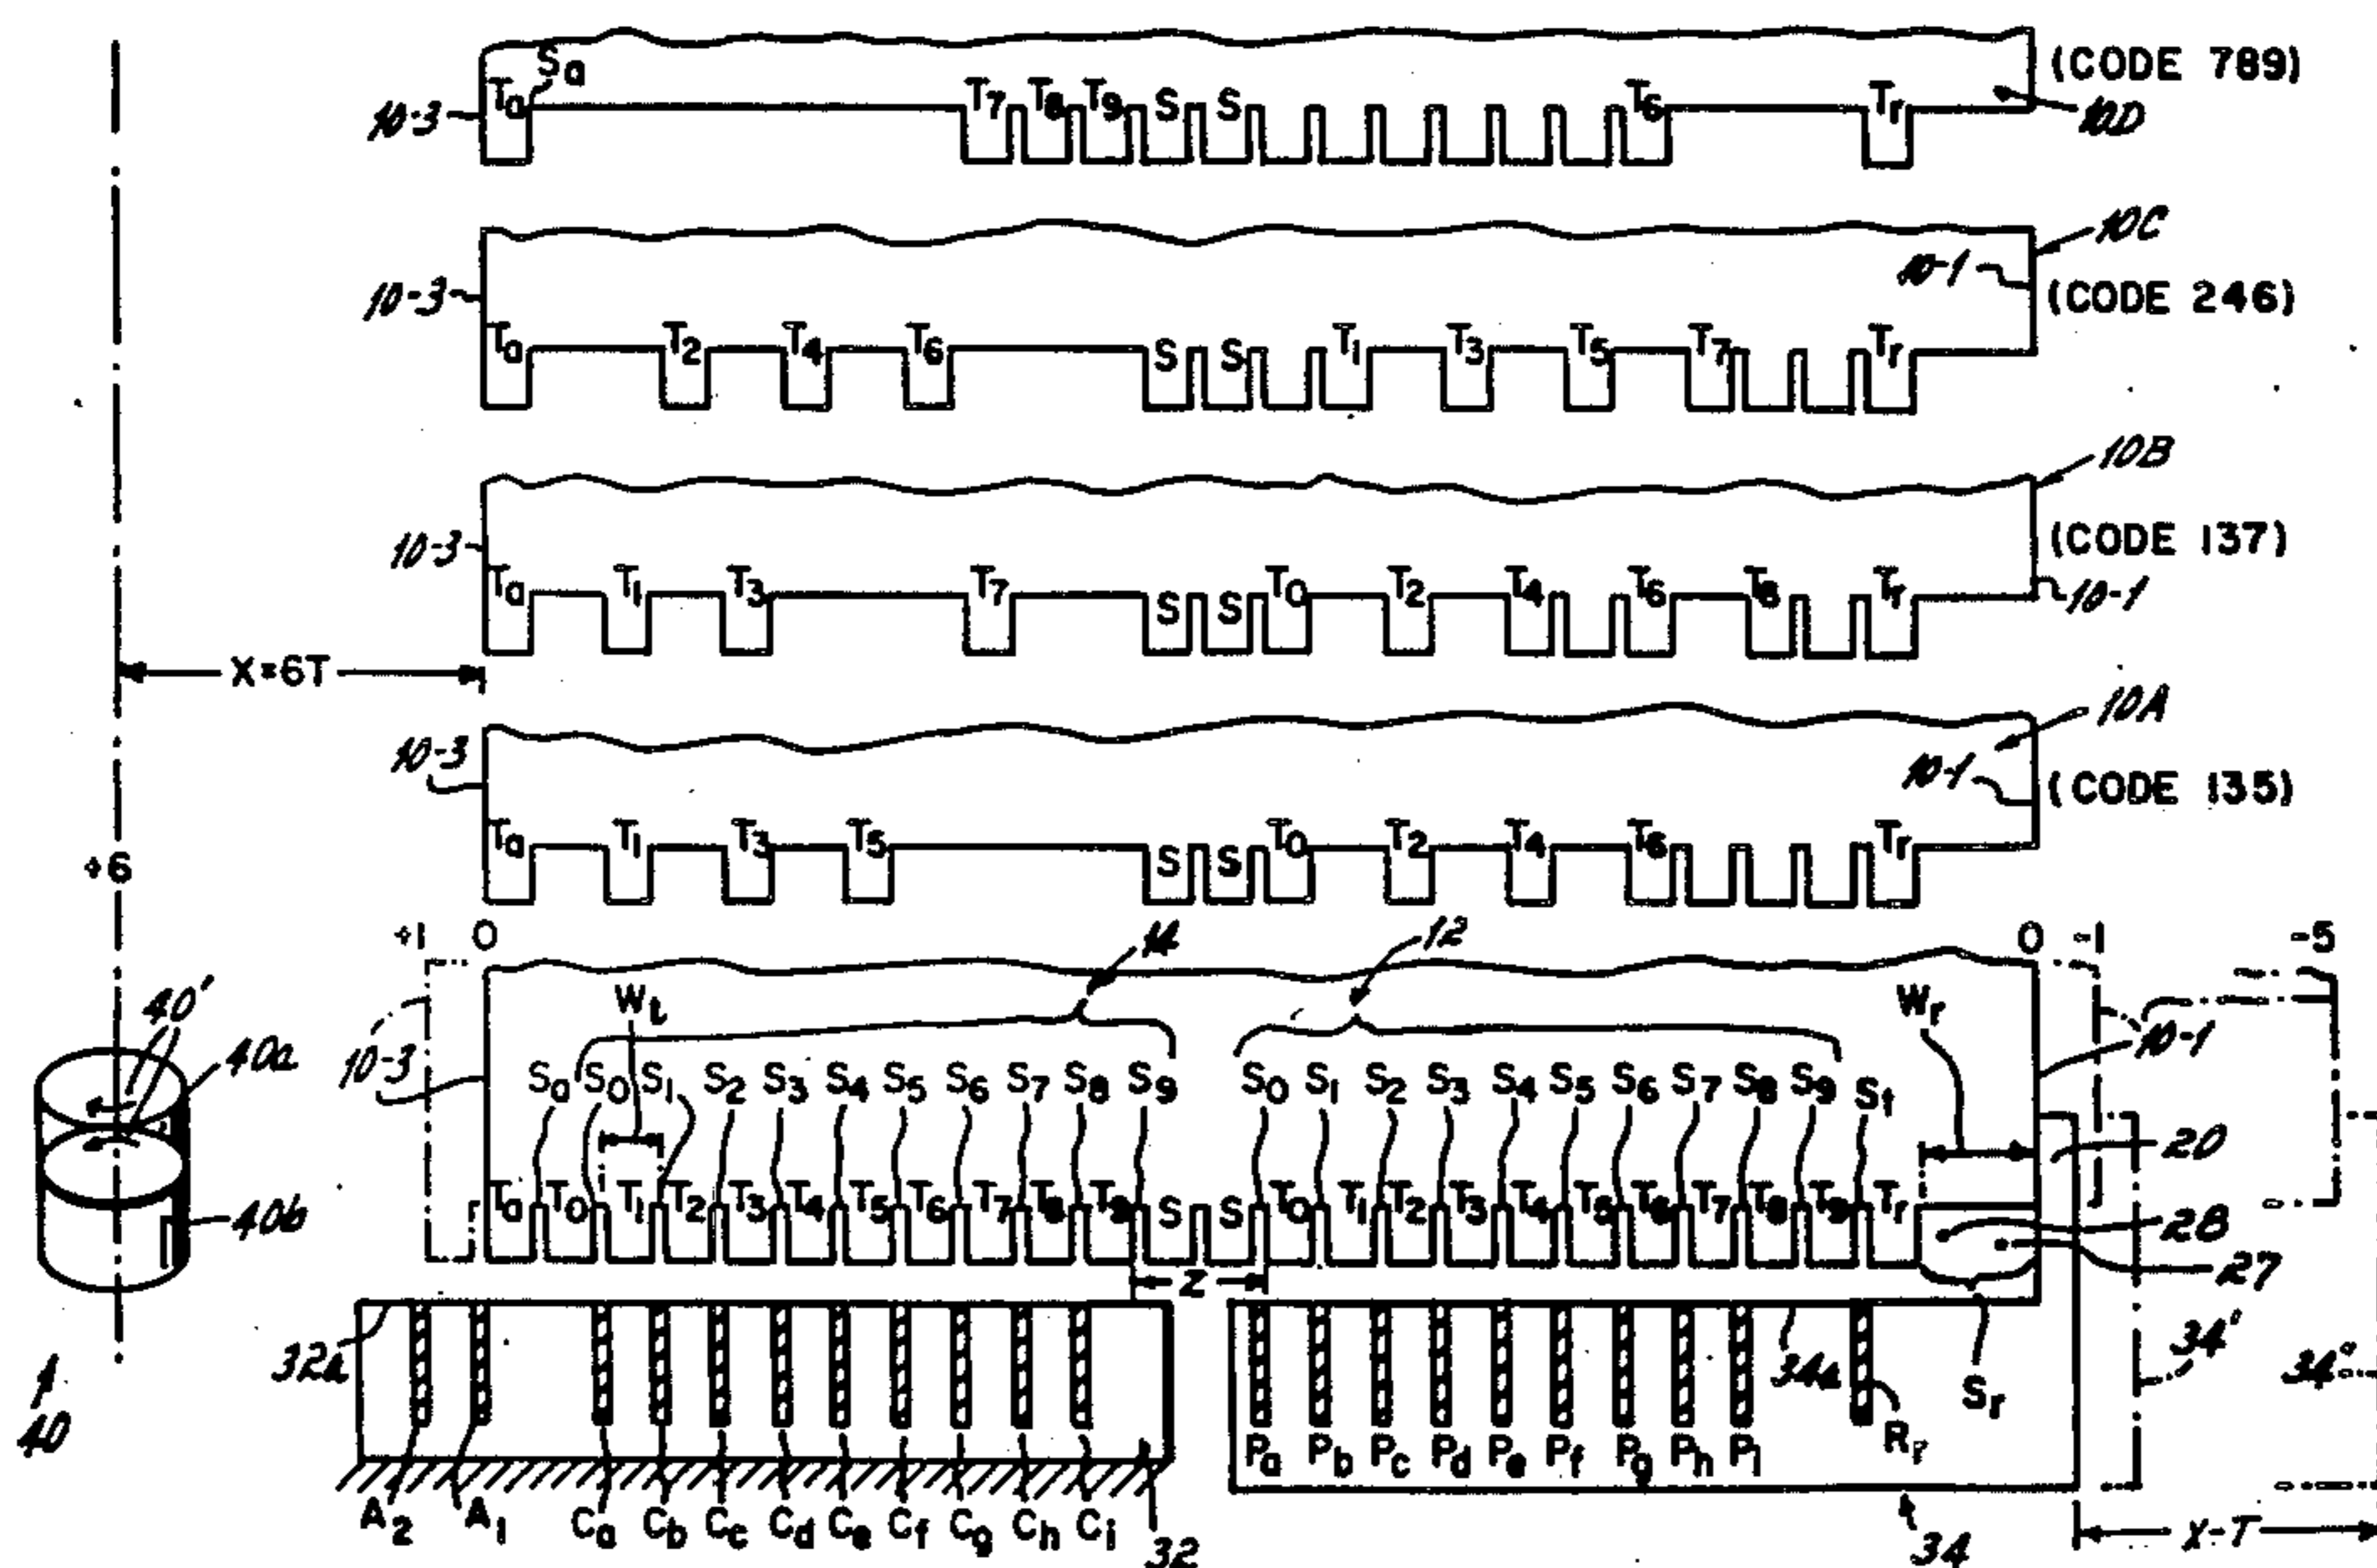 Sa
Ta T7 T8 T9 S S T6 Tr (CODE 789)
10-3 10D
10C
10-1
10-3 (CODE 246)
Ta T2 T4 T6 S S T1 T3 T5 T7 Tr
10B
10-3 (CODE 137)
Ta T1 T3 T7 S S T0 T2 T4 T6 T8 Tr 10-1
X=6T
10A
10-3 10-1 (CODE 135)
Ta T1 T3 T5 S S T0 T2 T4 T6 Tr
+6
+1 0 14 12 0 -1 -5
40' Wt Wr
40a 10-3 10-1
Sa S0 S1 S2 S3 S4 S5 S6 S7 S8 S9 S0 S1 S2 S3 S4 S5 S6 S7 S8 S9 St
20
Ta T0 T1 T2 T3 T4 T5 T6 T7 T8 T9 S S T0 T1 T2 T3 T4 T5 T6 T7 T8 T9 Tr
40b 28
Z 27
32a 34a Sr 34' 34"
40
Pa Pb Pc Pd Pe Pf Pg Ph Pi Rr
A2 A1 Ca Cb Cc Cd Ce Cf Cg Ch Ci 32 34 X-T